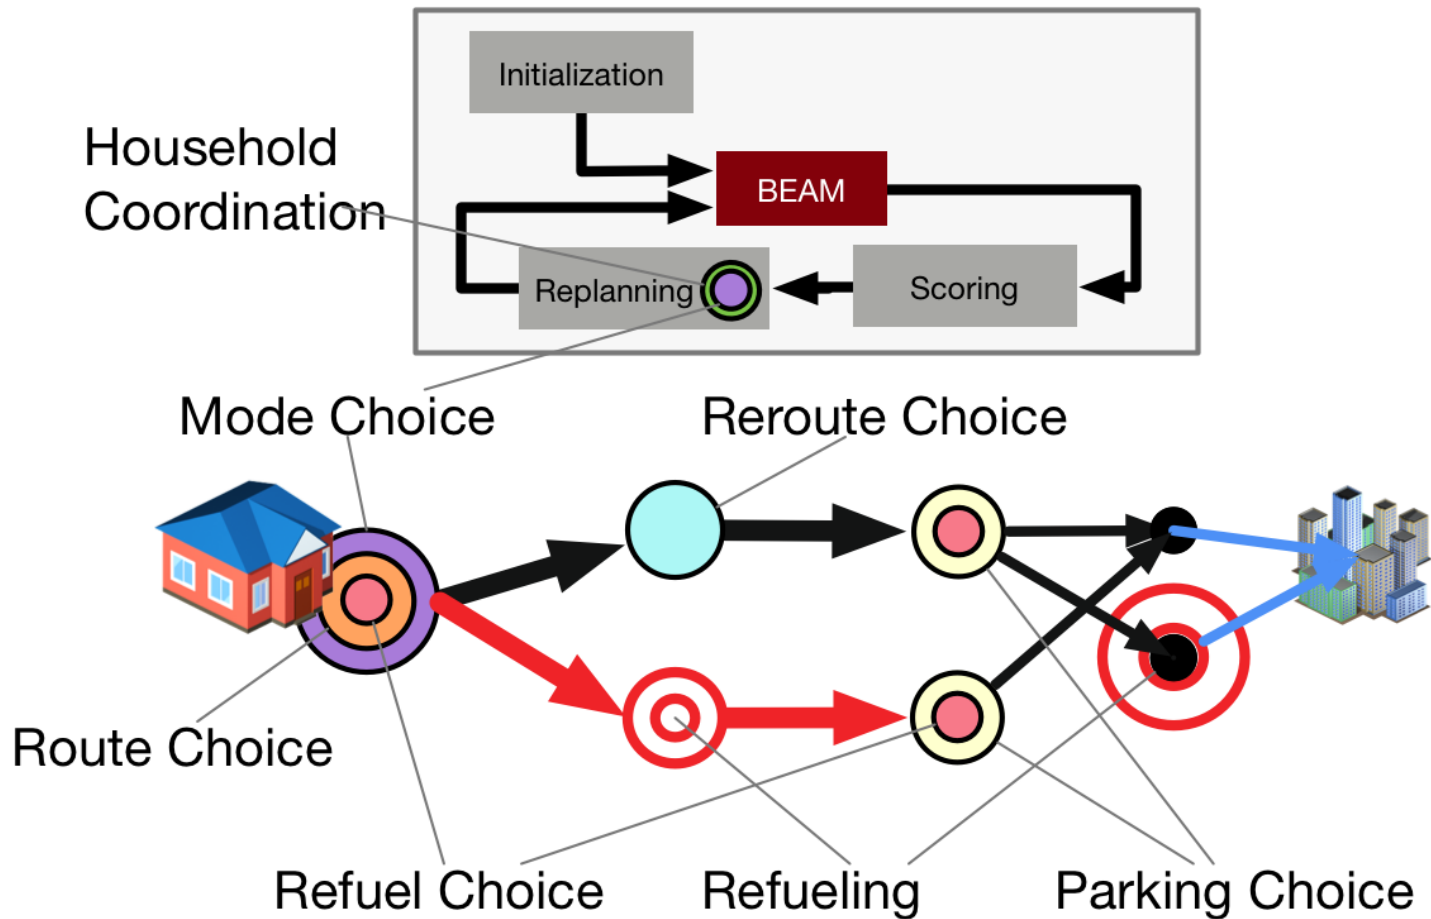 Initialization
Household
Coordination
BEAM
Replanning
Scoring
Mode Choice
Reroute Choice
Route Choice
Refuel Choice
Refueling
Parking Choice